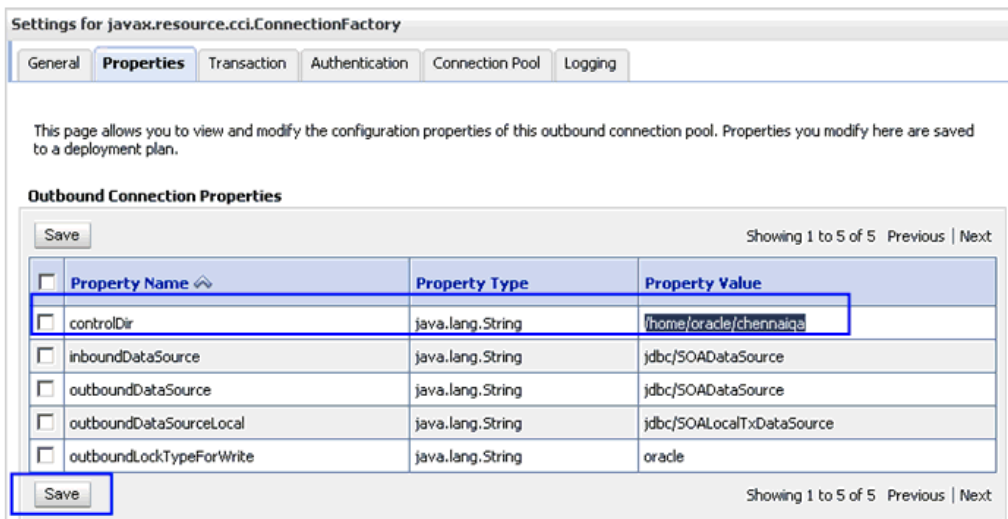 Settings for javax.resource.cci.ConnectionFactory
General Properties Transaction Authentication Connection Pool Logging
This page allows you to view and modify the configuration properties of this outbound connection pool. Properties you modify here are saved
to a deployment plan.
Outbound Connection Properties
Save Showing 1 to 5 of 5 Previous | Next
Property Name Property Type Property Value
controlDir java.lang.String /home/oracle/chennaiqa
inboundDataSource java.lang.String jdbc/SOADataSource
outboundDataSource java.lang.String jdbc/SOADataSource
outboundDataSourceLocal java.lang.String jdbc/SOALocalTxDataSource
outboundLockTypeForWrite java.lang.String oracle
Save Showing 1 to 5 of 5 Previous | Next